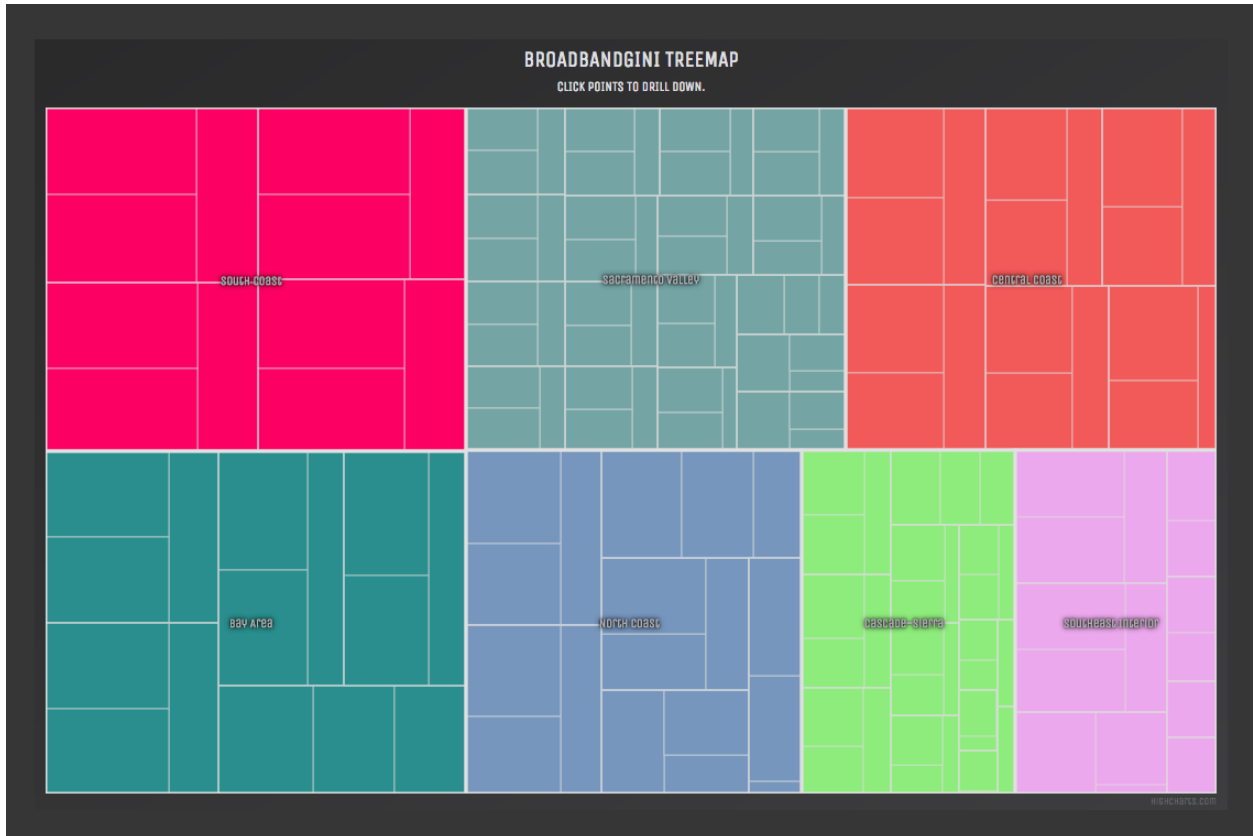 BROADBANDGINI TREEMAP
CLICK POINTS TO DRILL DOWN.
South Coast
Sacramento Valley
Central Coast
Bay Area
North Coast
Cascade-Sierra
Southeast Interior
Highcharts.com